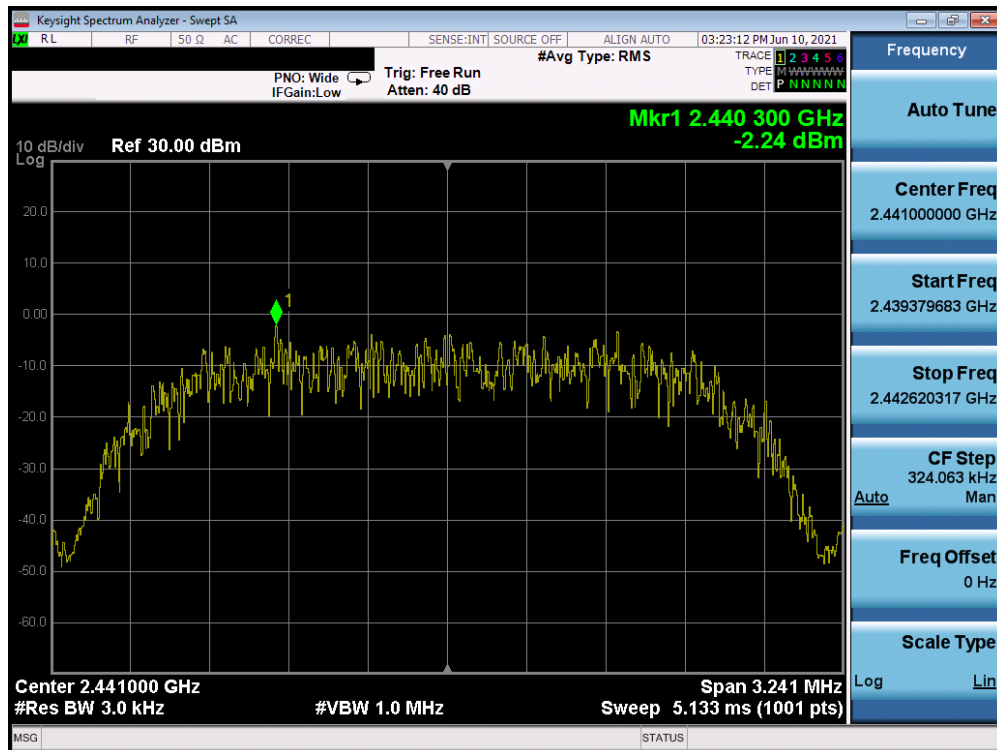 Keysight Spectrum Analyzer - Swept SA
LXI RL RF 50 Ω AC CORREC SENSE:INT SOURCE OFF ALIGN AUTO 03:23:12 PM Jun 10, 2021
Frequency
#Avg Type: RMS
TRACE 1 2 3 4 5 6
PNO: Wide Trig: Free Run
TYPE M WWWWW
IFGain:Low Atten: 40 dB
DET P N N N N N
Auto Tune
Mkr1 2.440 300 GHz
-2.24 dBm
10 dB/div Ref 30.00 dBm
Log
20.0
10.0
0.00
-10.0
-20.0
-30.0
-40.0
-50.0
-60.0
1
Center Freq
2.441000000 GHz
Start Freq
2.439379683 GHz
Stop Freq
2.442620317 GHz
CF Step
324.063 kHz
Auto Man
Freq Offset
0 Hz
Scale Type
Log Lin
Center 2.441000 GHz Span 3.241 MHz
#Res BW 3.0 kHz #VBW 1.0 MHz Sweep 5.133 ms (1001 pts)
MSG STATUS